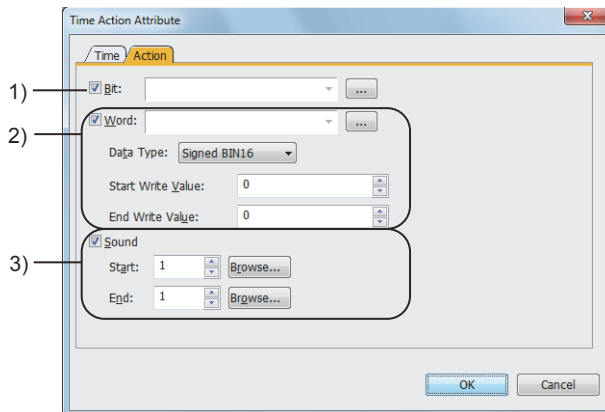 Time Action Attribute
Time Action
1) Bit: ...
2) Word: ...
Data Type: Signed BIN16
Start Write Value: 0
End Write Value: 0
3) Sound
Start: 1 Browse...
End: 1 Browse...
OK Cancel